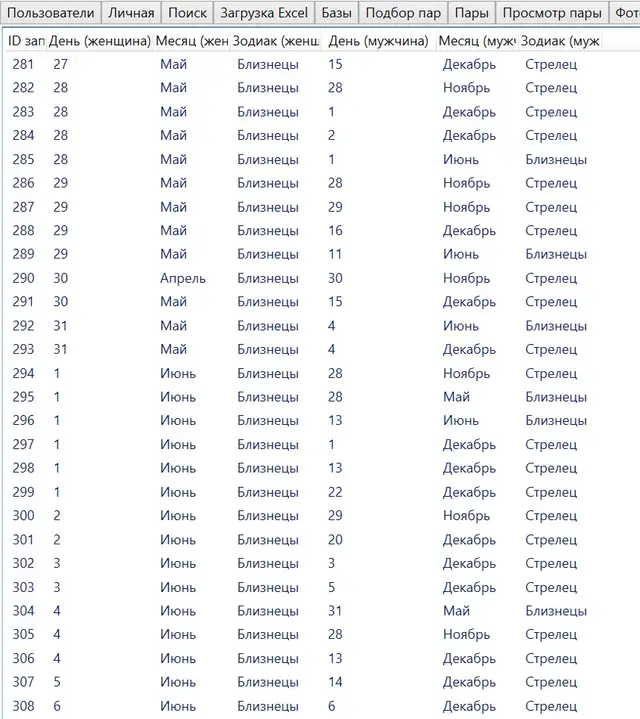 Пользователи Личная Поиск Загрузка Excel Базы Подбор пар Пары Просмотр пары Фот
ID зап День (женщина) Месяц (жен Зодиак (женщ День (мужчина) Месяц (муж Зодиак (муж
281 27 Май Близнецы 15 Декабрь Стрелец
282 28 Май Близнецы 28 Ноябрь Стрелец
283 28 Май Близнецы 1 Декабрь Стрелец
284 28 Май Близнецы 2 Декабрь Стрелец
285 28 Май Близнецы 1 Июнь Близнецы
286 29 Май Близнецы 28 Ноябрь Стрелец
287 29 Май Близнецы 29 Ноябрь Стрелец
288 29 Май Близнецы 16 Декабрь Стрелец
289 29 Май Близнецы 11 Июнь Близнецы
290 30 Апрель Близнецы 30 Ноябрь Стрелец
291 30 Май Близнецы 15 Декабрь Стрелец
292 31 Май Близнецы 4 Июнь Близнецы
293 31 Май Близнецы 4 Декабрь Стрелец
294 1 Июнь Близнецы 28 Ноябрь Стрелец
295 1 Июнь Близнецы 28 Май Близнецы
296 1 Июнь Близнецы 13 Июнь Близнецы
297 1 Июнь Близнецы 1 Декабрь Стрелец
298 1 Июнь Близнецы 13 Декабрь Стрелец
299 1 Июнь Близнецы 22 Декабрь Стрелец
300 2 Июнь Близнецы 29 Ноябрь Стрелец
301 2 Июнь Близнецы 20 Декабрь Стрелец
302 3 Июнь Близнецы 3 Декабрь Стрелец
303 3 Июнь Близнецы 5 Декабрь Стрелец
304 4 Июнь Близнецы 31 Май Близнецы
305 4 Июнь Близнецы 28 Ноябрь Стрелец
306 4 Июнь Близнецы 13 Декабрь Стрелец
307 5 Июнь Близнецы 14 Декабрь Стрелец
308 6 Июнь Близнецы 6 Декабрь Стрелец